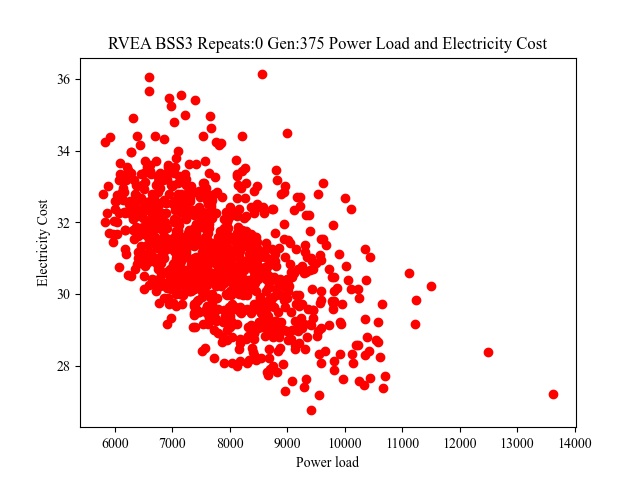 RVEA BSS3 Repeats:0 Gen:375 Power Load and Electricity Cost
36
34
32
30
28
Electricity Cost
6000 7000 8000 9000 10000 11000 12000 13000 14000
Power load